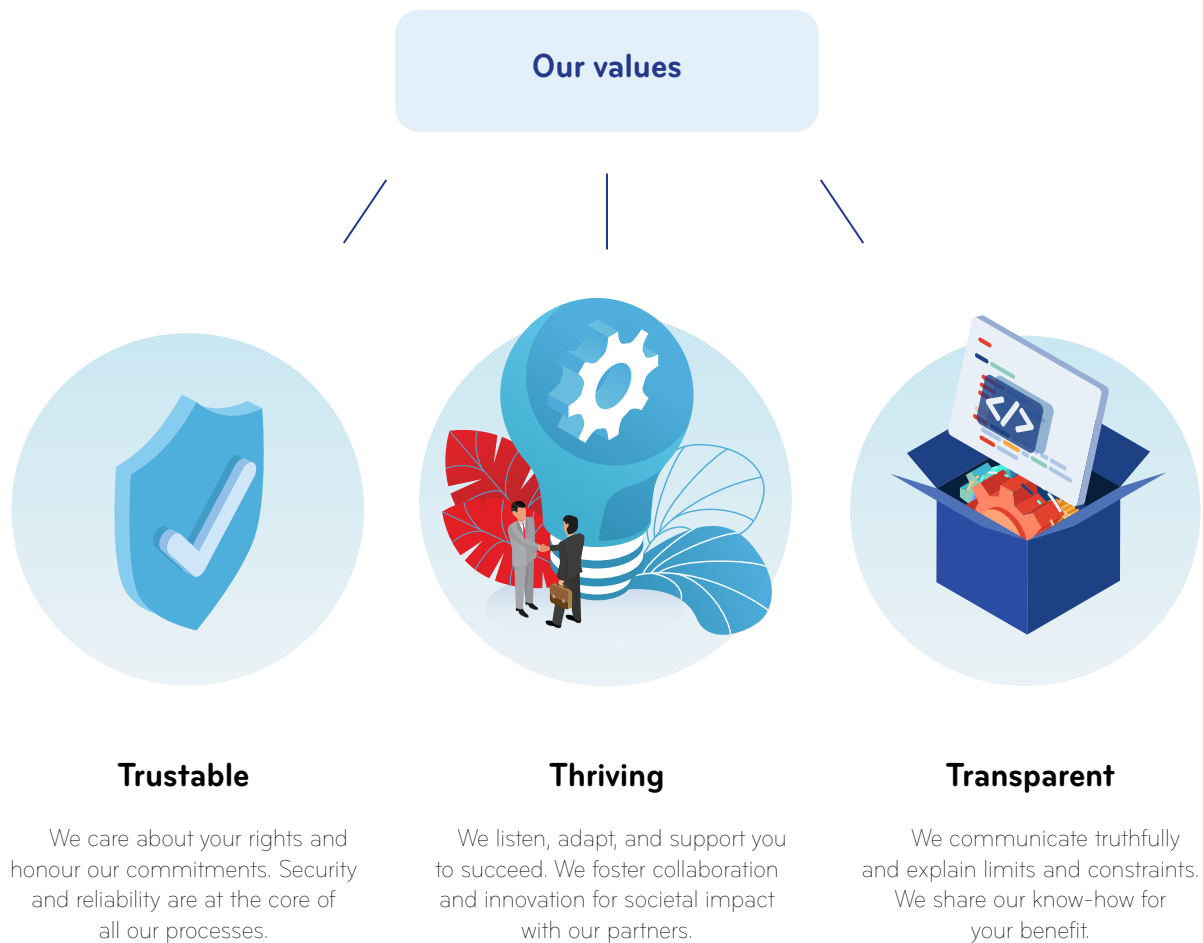 Our values
</>
Trustable
We care about your rights and
honour our commitments. Security
and reliability are at the core of
all our processes.
Thriving
We listen, adapt, and support you
to succeed. We foster collaboration
and innovation for societal impact
with our partners.
Transparent
We communicate truthfully
and explain limits and constraints.
We share our know-how for
your benefit.